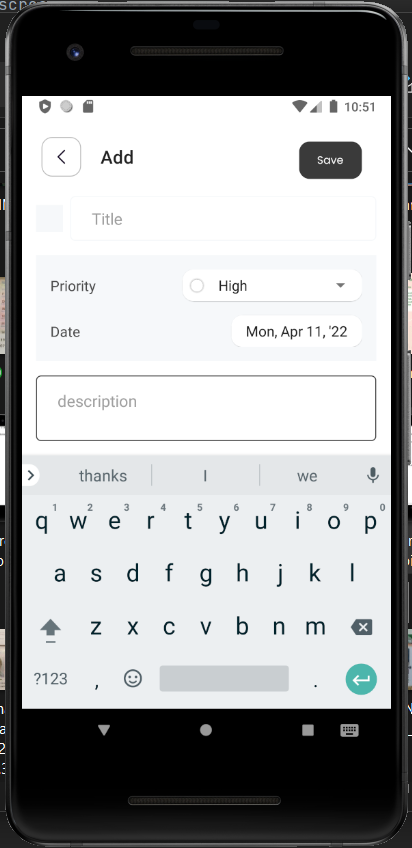 scree
10:51
Add
Save
Title
Priority
High
Date
Mon, Apr 11, '22
description
thanks
I
we
1 2 3 4 5 6 7 8 9 0
q w e r t y u i o p
a s d f g h j k l
z x c v b n m
?123 , .